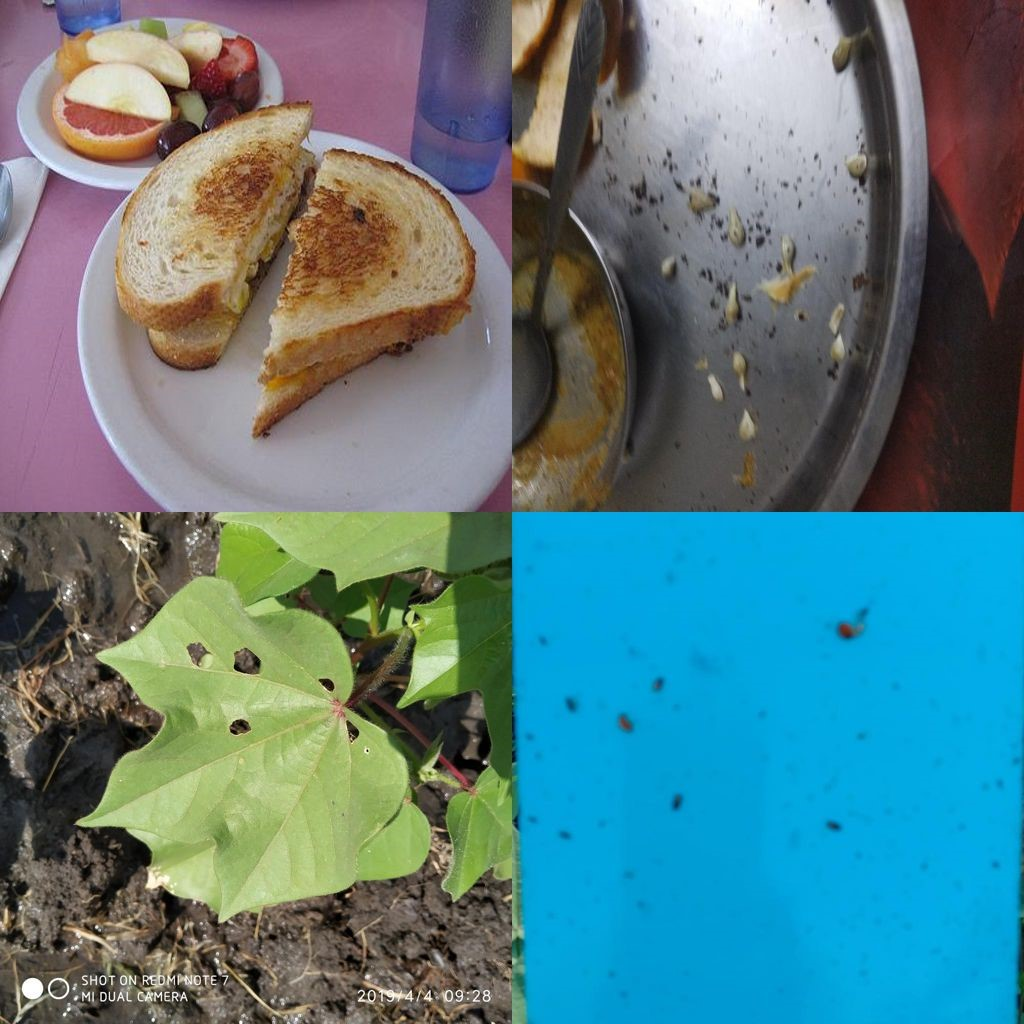 SHOT ON REDMI NOTE 7
MI DUAL CAMERA
2019/4/4 09:28